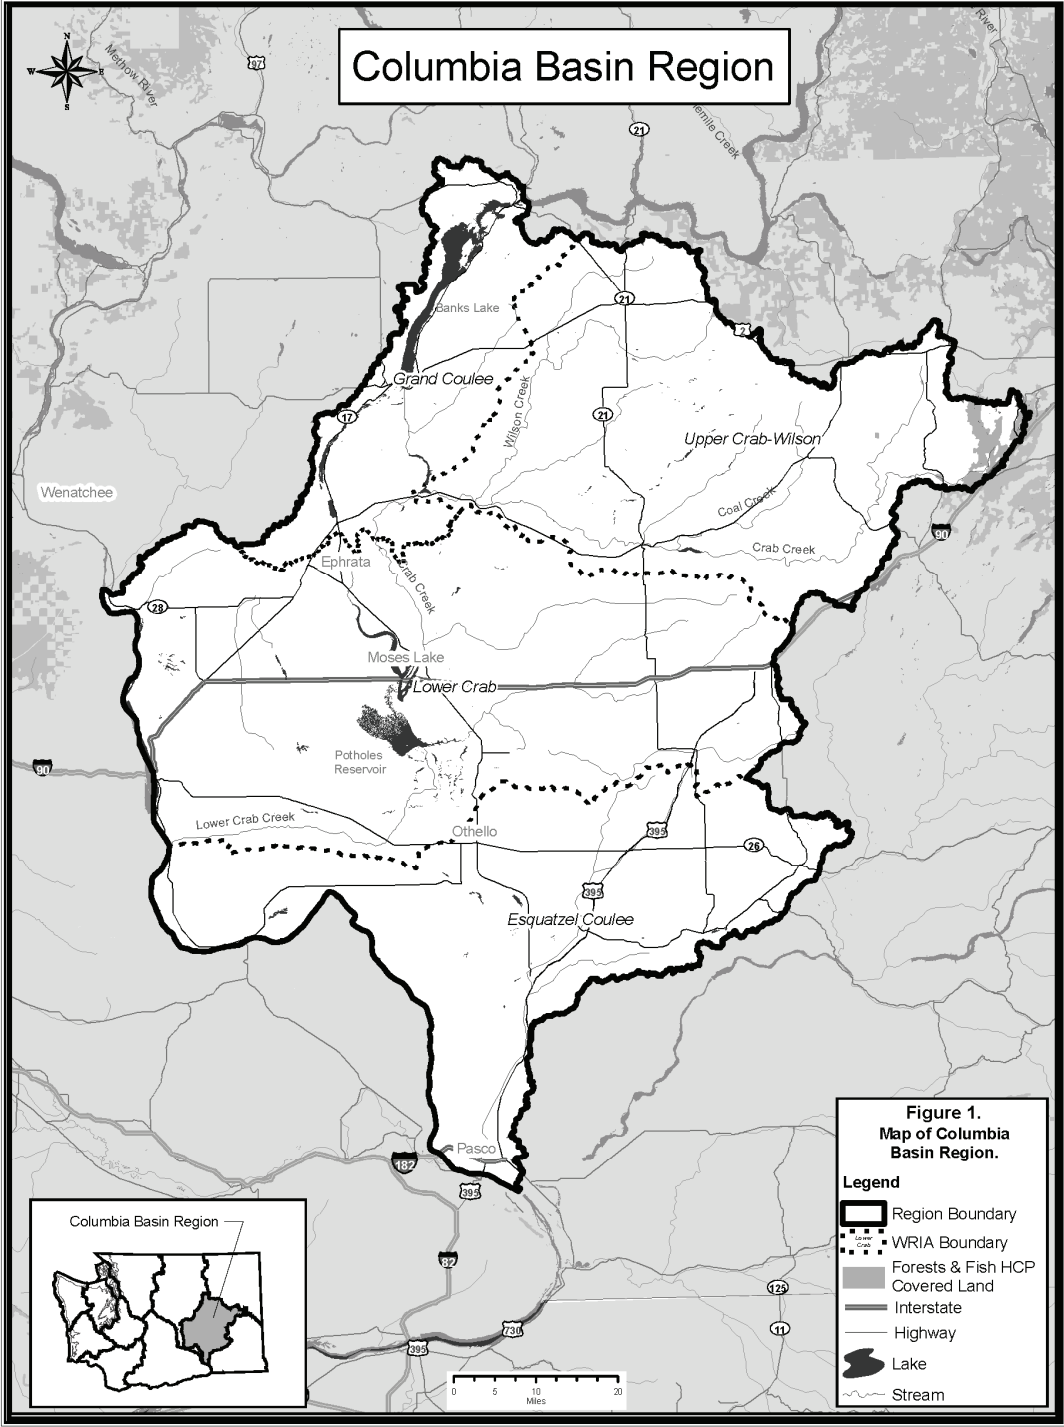 Columbia Basin Region
N
W
E
S
Methow River
97
21
River
Creek
Banks Lake
21
2
Grand Coulee
17
Wilson Creek
21
Upper Crab-Wilson
Wenatchee
Coal Creek
90
Crab Creek
Ephrata
Crab Creek
28
Moses Lake
Lower Crab
Potholes
Reservoir
90
Lower Crab Creek
Othello
395
26
395
Esquatzel Coulee
Pasco
182
395
82
125
730
11
395
Figure 1.
Map of Columbia
Basin Region.
Legend
Region Boundary
Lower
Crab
WRIA Boundary
Forests & Fish HCP
Covered Land
Interstate
Highway
Lake
Stream
Columbia Basin Region
0 5 10 20
Miles